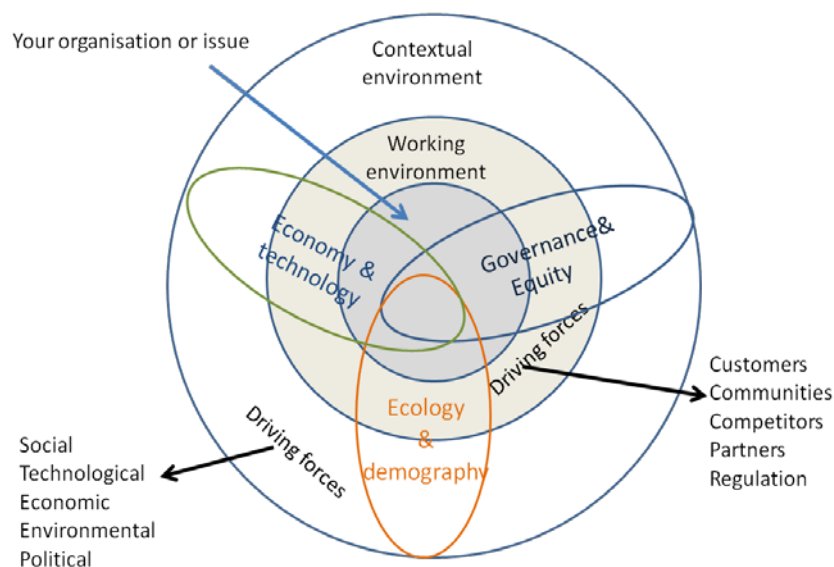 Your organisation or issue
Contextual
environment
Working
environment
Economy &
technology
Governance&
Equity
Driving forces
Customers
Communities
Competitors
Partners
Regulation
Ecology
&
demography
Driving forces
Social
Technological
Economic
Environmental
Political